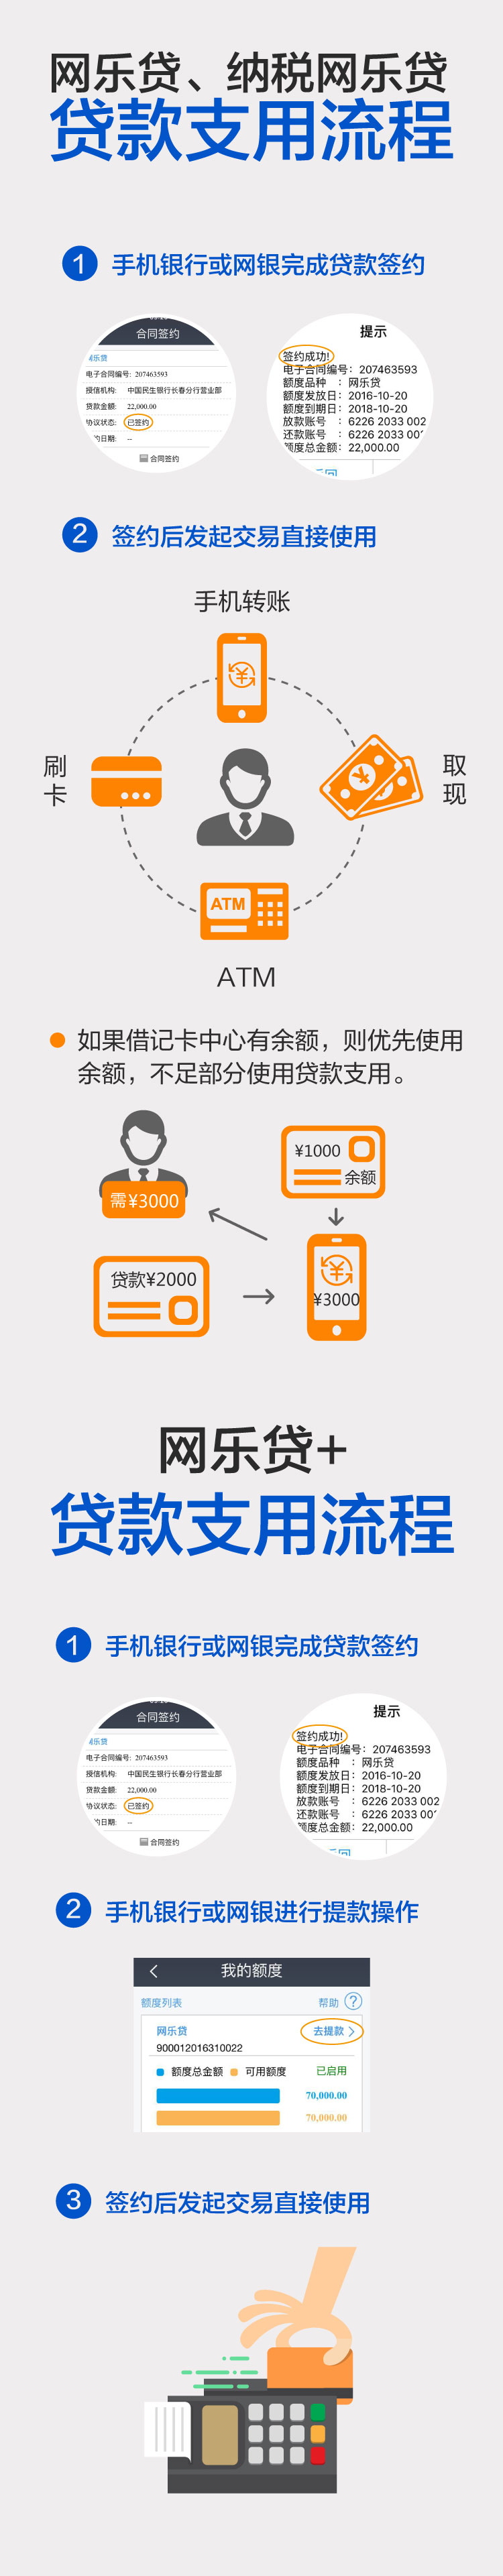 网乐贷、纳税网乐贷
贷款支用流程
1 手机银行或网银完成贷款签约
合同签约
乐贷
电子合同编号: 207463593
授信机构: 中国民生银行长春分行营业部
贷款金额: 22,000.00
协议状态: 已签约
约日期: --
合同签约
提示
签约成功!
电子合同编号: 207463593
额度品种 : 网乐贷
额度发放日: 2016-10-20
额度到期日: 2018-10-20
放款账号 : 6226 2033 002
还款账号 : 6226 2033 00
额度总金额: 22,000.00
返回
2 签约后发起交易直接使用
手机转账
刷卡
取现
ATM
ATM
如果借记卡中心有余额，则优先使用
余额，不足部分使用贷款支用。
需¥3000
¥1000
余额
贷款¥2000
¥3000
网乐贷+
贷款支用流程
1 手机银行或网银完成贷款签约
合同签约
乐贷
电子合同编号: 207463593
授信机构: 中国民生银行长春分行营业部
贷款金额: 22,000.00
协议状态: 已签约
约日期: --
合同签约
提示
签约成功!
电子合同编号: 207463593
额度品种 : 网乐贷
额度发放日: 2016-10-20
额度到期日: 2018-10-20
放款账号 : 6226 2033 002
还款账号 : 6226 2033 00
额度总金额: 22,000.00
返回
2 手机银行或网银进行提款操作
我的额度
额度列表 帮助 ?
网乐贷 去提款
900012016310022
额度总金额 可用额度 已启用
70,000.00
70,000.00
3 签约后发起交易直接使用